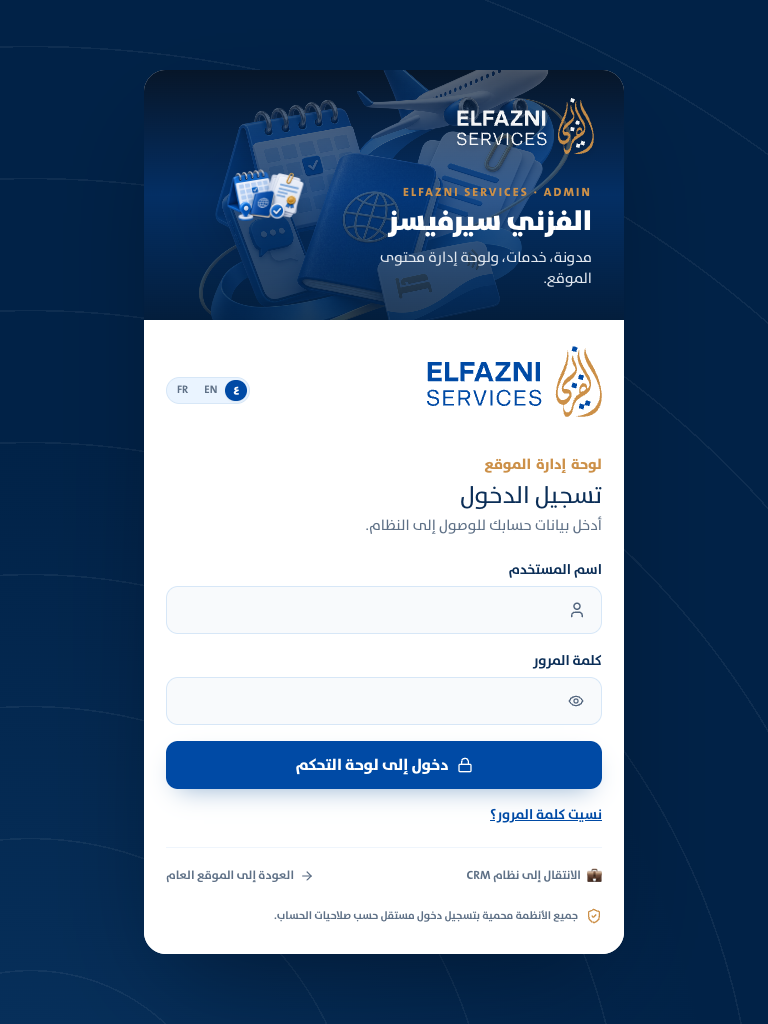 ELFAZNI
SERVICES
ELFAZNI SERVICES · ADMIN
الفزني سيرفيسز
مدونة، خدمات، ولوحة إدارة محتوى
الموقع.
ELFAZNI
SERVICES
ع EN FR
لوحة إدارة الموقع
تسجيل الدخول
أدخل بيانات حسابك للوصول إلى النظام.
اسم المستخدم
كلمة المرور
دخول إلى لوحة التحكم
نسيت كلمة المرور؟
الانتقال إلى نظام CRM
العودة إلى الموقع العام
جميع الأنظمة محمية بتسجيل دخول مستقل حسب صلاحيات الحساب.